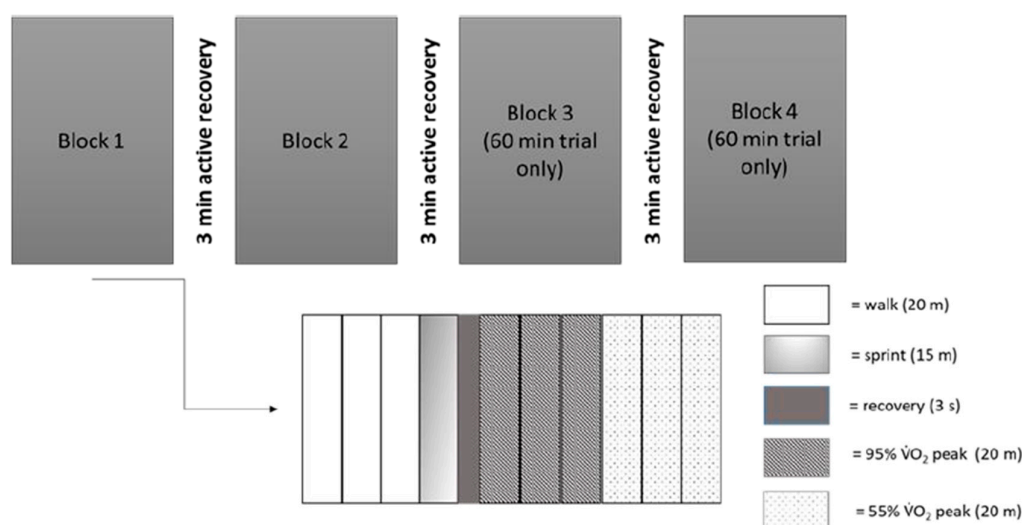 Block 1
3 min active recovery
Block 2
3 min active recovery
Block 3
(60 min trial
only)
3 min active recovery
Block 4
(60 min trial
only)
= walk (20 m)
= sprint (15 m)
= recovery (3 s)
= 95% V̇O₂ peak (20 m)
= 55% V̇O₂ peak (20 m)